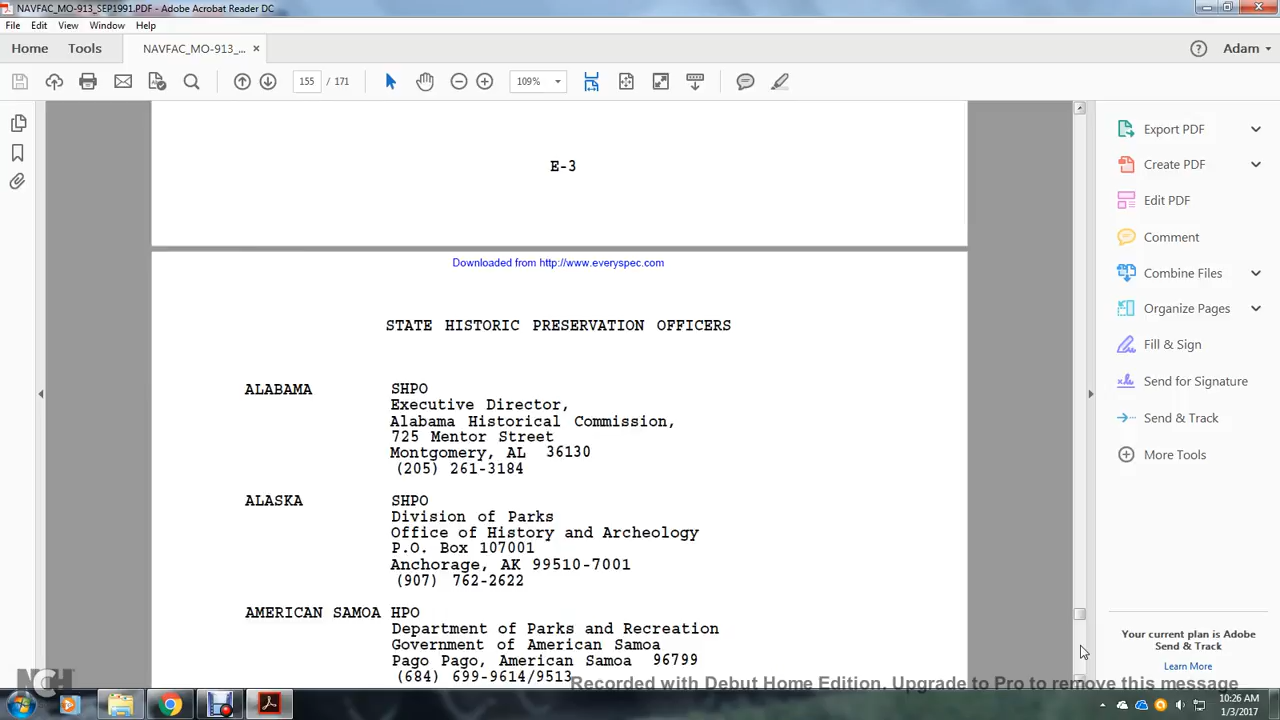 NAVFAC_MO-913_SEP1991.PDF - Adobe Acrobat Reader DC
File Edit View Window Help
Home Tools NAVFAC_MO-913_... × Adam
155 / 171 109%
E-3
Downloaded from http://www.everyspec.com
STATE HISTORIC PRESERVATION OFFICERS
ALABAMA SHPO
Executive Director,
Alabama Historical Commission,
725 Mentor Street
Montgomery, AL 36130
(205) 261-3184
ALASKA SHPO
Division of Parks
Office of History and Archeology
P.O. Box 107001
Anchorage, AK 99510-7001
(907) 762-2622
AMERICAN SAMOA HPO
Department of Parks and Recreation
Government of American Samoa
Pago Pago, American Samoa 96799
(684) 699-9614/9513
Export PDF
Create PDF
Edit PDF
Comment
Combine Files
Organize Pages
Fill & Sign
Send for Signature
Send & Track
More Tools
Your current plan is Adobe
Send & Track
Learn More
NCH
Recorded with Debut Home Edition. Upgrade to Pro to remove this message
10:26 AM
1/3/2017